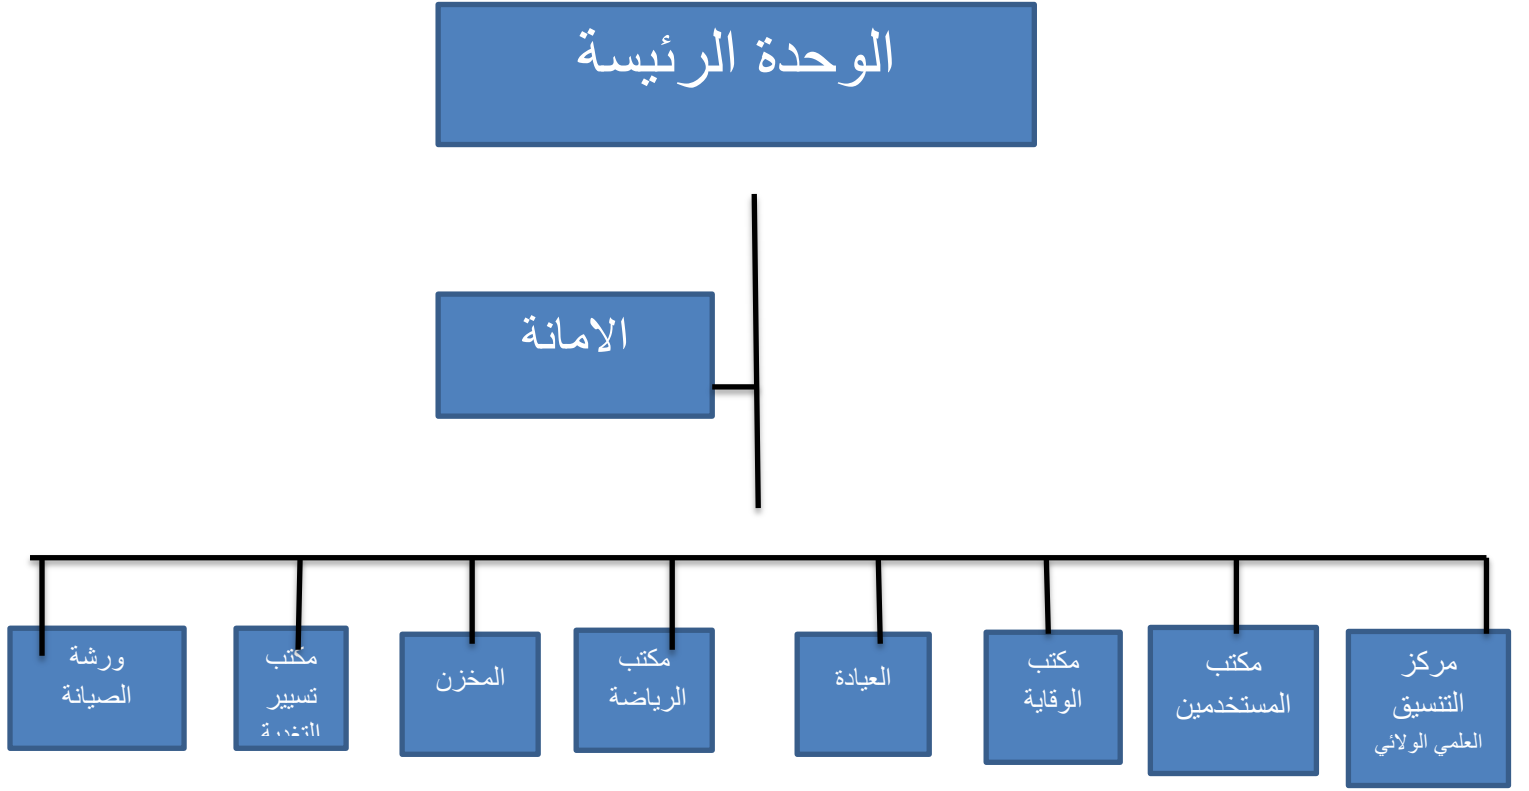 الوحدة الرئيسة
الامانة
مركز
التنسيق
العلمي الولائي
مكتب
المستخدمين
مكتب
الوقاية
العيادة
مكتب
الرياضة
المخزن
مكتب
تسيير
ورشة
الصيانة